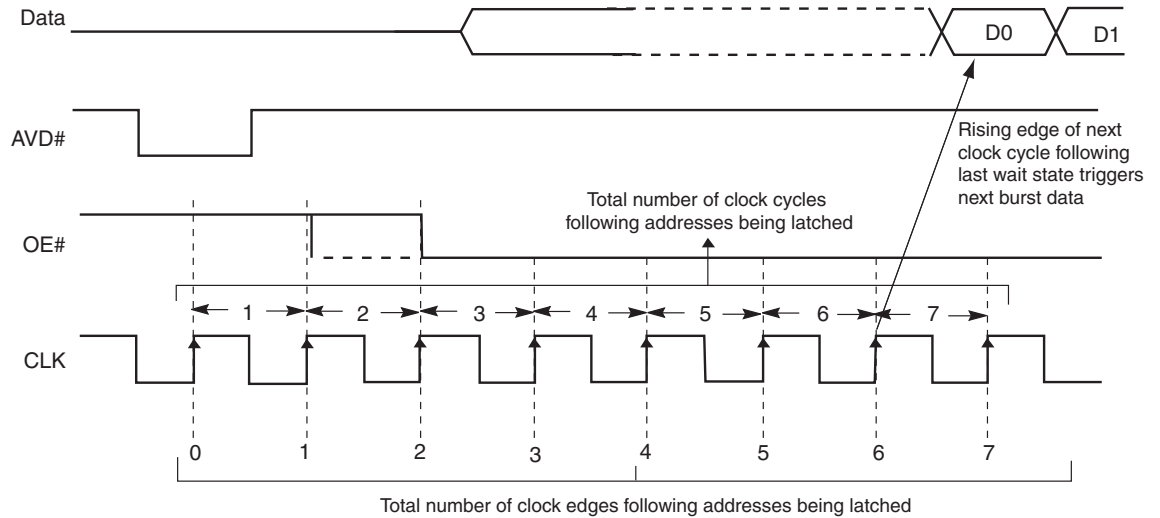 Data
D0
D1
AVD#
Rising edge of next
clock cycle following
last wait state triggers
next burst data
Total number of clock cycles
following addresses being latched
OE#
1 2 3 4 5 6 7
CLK
0 1 2 3 4 5 6 7
Total number of clock edges following addresses being latched